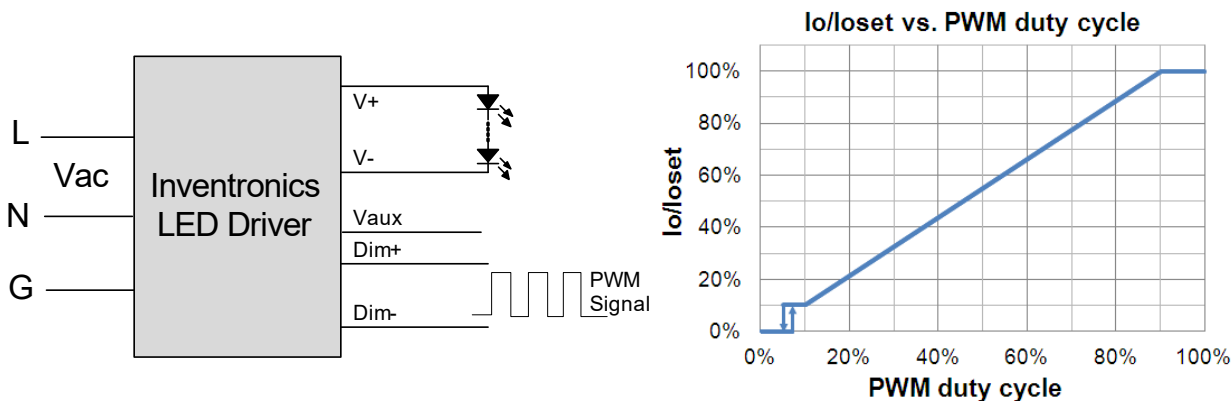 L
Vac
N
G
Inventronics
LED Driver
V+
V-
Vaux
Dim+
Dim-
PWM
Signal
Io/Ioset vs. PWM duty cycle
Io/Ioset
100%
80%
60%
40%
20%
0%
0% 20% 40% 60% 80% 100%
PWM duty cycle